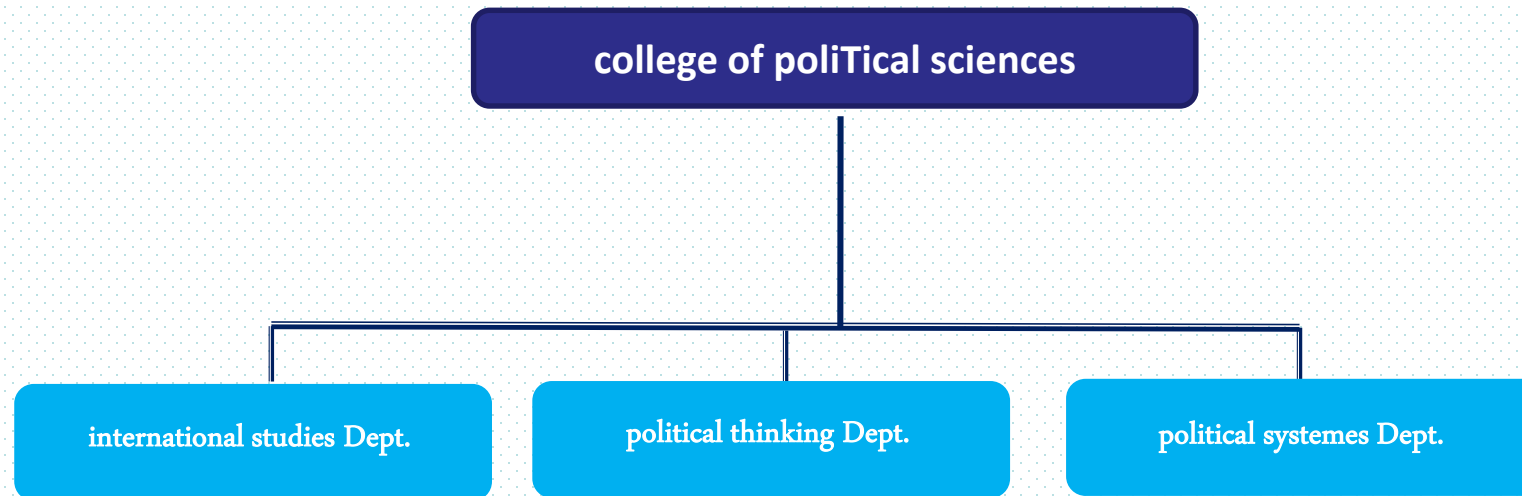 college of poliTical sciences
international studies Dept.
political thinking Dept.
political systemes Dept.